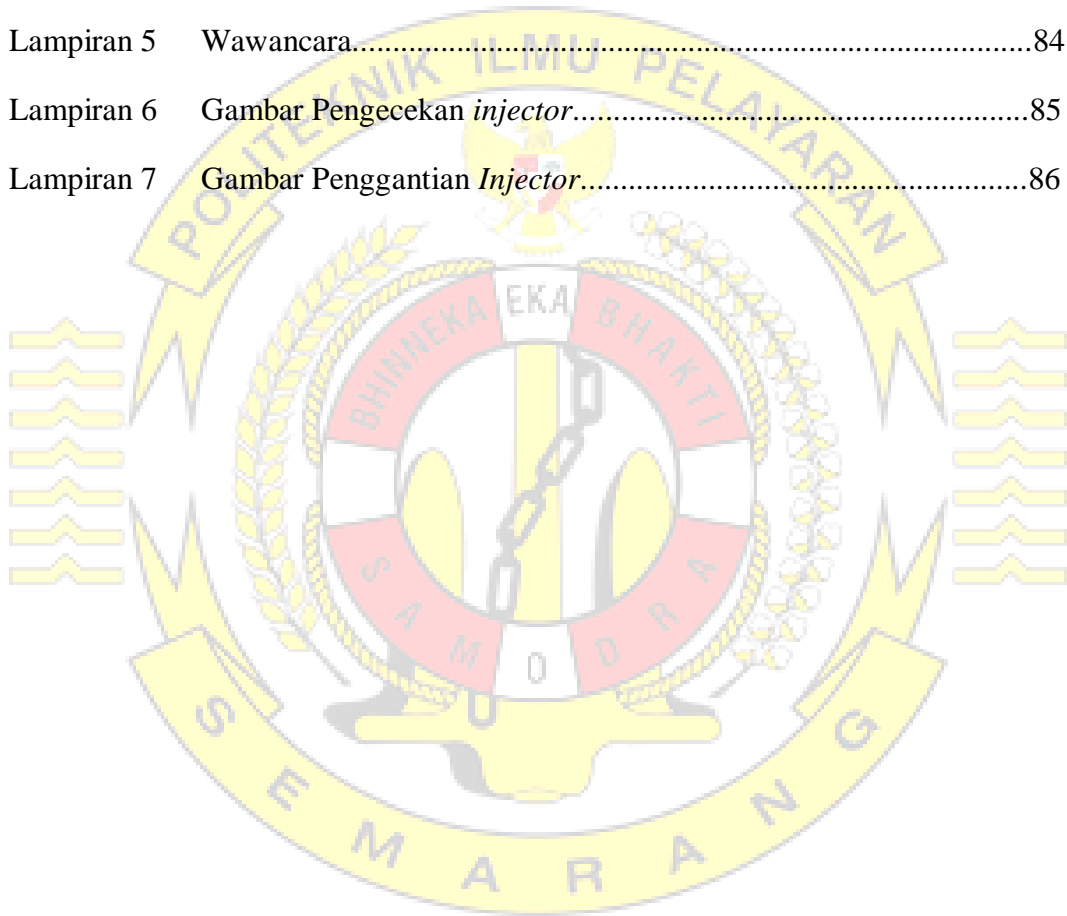 Lampiran 5 Wawancara....................................................................................84
Lampiran 6 Gambar Pengecekan injector.........................................................85
Lampiran 7 Gambar Penggantian Injector........................................................86
POLITEKNIK ILMU PELAYARAN
BHINNEKA EKA BHAKTI
SAMODRA
SEMARANG